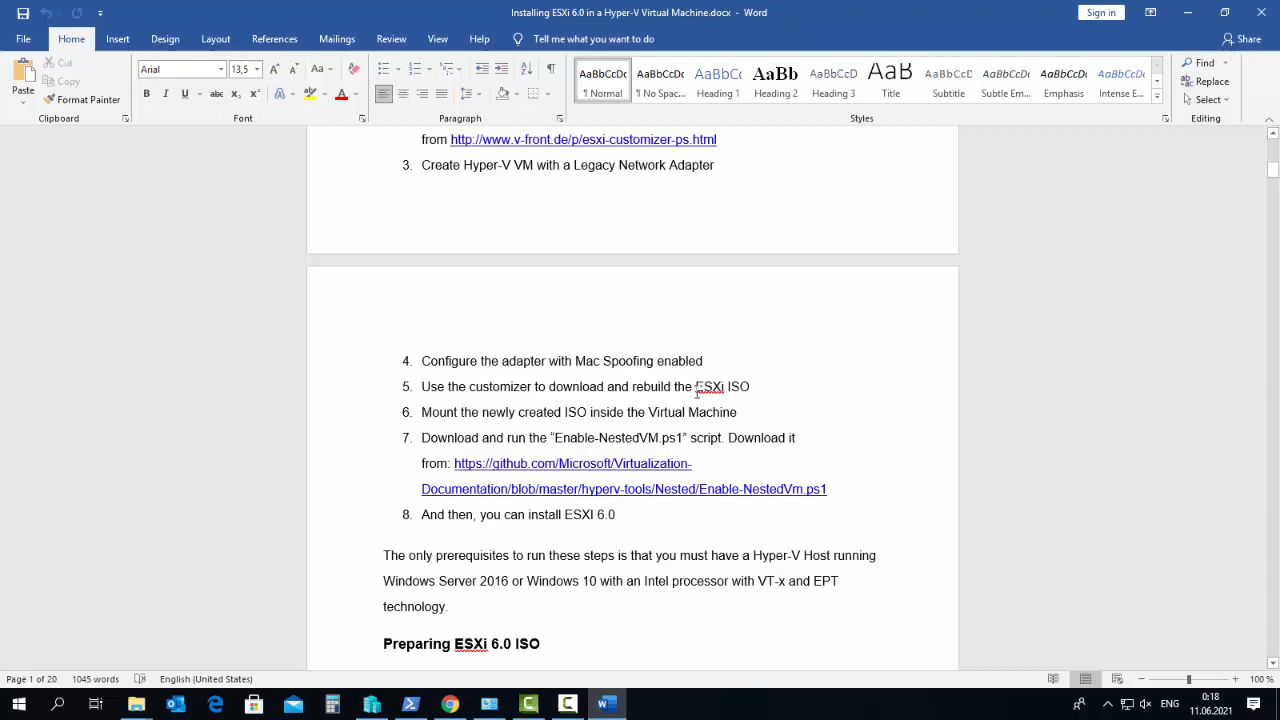 Installing ESXi 6.0 in a Hyper-V Virtual Machine.docx - Word
Sign in
File Home Insert Design Layout References Mailings Review View Help Tell me what you want to do
Share
Paste
Cut
Copy
Format Painter
Clipboard
Arial 13,5
Font
Paragraph
AaBbCcDc AaBbCcDc AaBbCc AaBb AaBbCcD AaB AaBbCcD AaBbCcDc AaBbCcDc AaBbCcDc
¶ Normal ¶ No Spac... Heading 1 Heading 2 Heading 3 Title Subtitle Subtle Em... Emphasis Intense E...
Styles
Find
Replace
Select
Editing
from http://www.v-front.de/p/esxi-customizer-ps.html
3. Create Hyper-V VM with a Legacy Network Adapter
4. Configure the adapter with Mac Spoofing enabled
5. Use the customizer to download and rebuild the ESXi ISO
6. Mount the newly created ISO inside the Virtual Machine
7. Download and run the “Enable-NestedVM.ps1” script. Download it
from: https://github.com/Microsoft/Virtualization-
Documentation/blob/master/hyperv-tools/Nested/Enable-NestedVm.ps1
8. And then, you can install ESXI 6.0
The only prerequisites to run these steps is that you must have a Hyper-V Host running
Windows Server 2016 or Windows 10 with an Intel processor with VT-x and EPT
technology.
Preparing ESXi 6.0 ISO
Page 1 of 20 1045 words English (United States) 100 %
ENG
0:18
11.06.2021